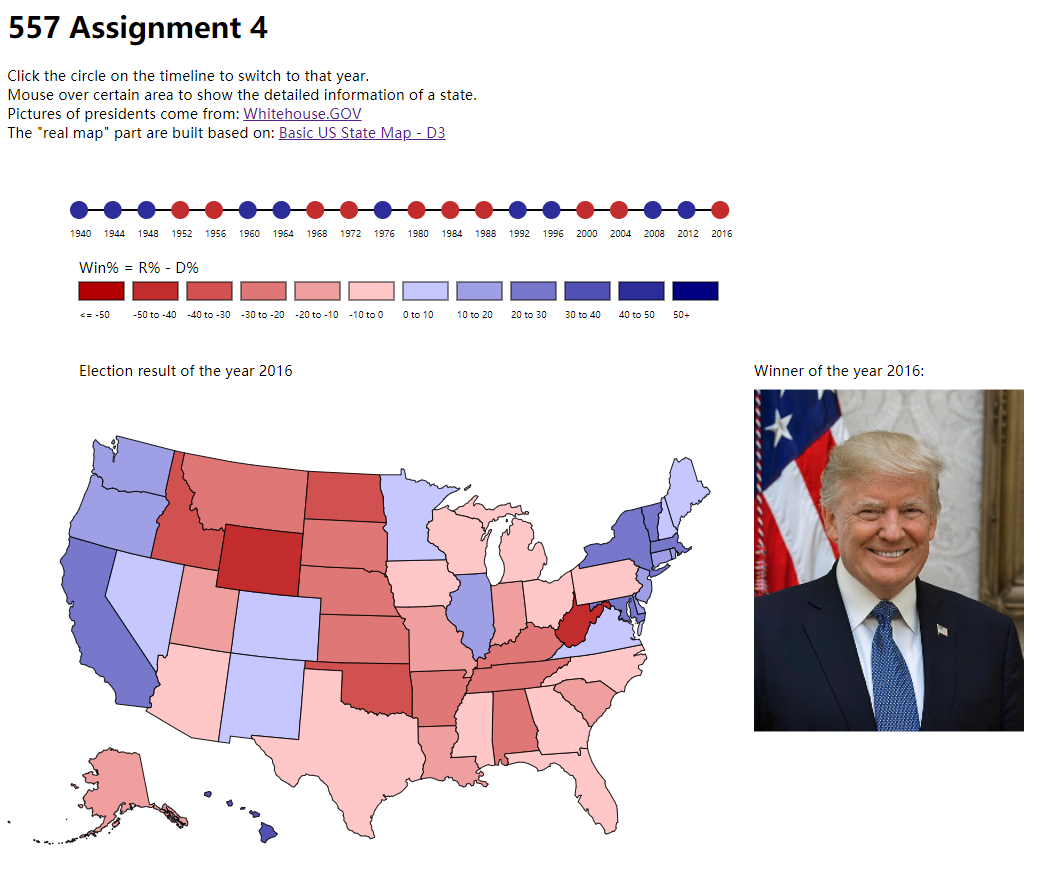 557 Assignment 4
Click the circle on the timeline to switch to that year.
Mouse over certain area to show the detailed information of a state.
Pictures of presidents come from: Whitehouse.GOV
The "real map" part are built based on: Basic US State Map - D3
1940 1944 1948 1952 1956 1960 1964 1968 1972 1976 1980 1984 1988 1992 1996 2000 2004 2008 2012 2016
Win% = R% - D%
<= -50 -50 to -40 -40 to -30 -30 to -20 -20 to -10 -10 to 0 0 to 10 10 to 20 20 to 30 30 to 40 40 to 50 50+
Election result of the year 2016 Winner of the year 2016: